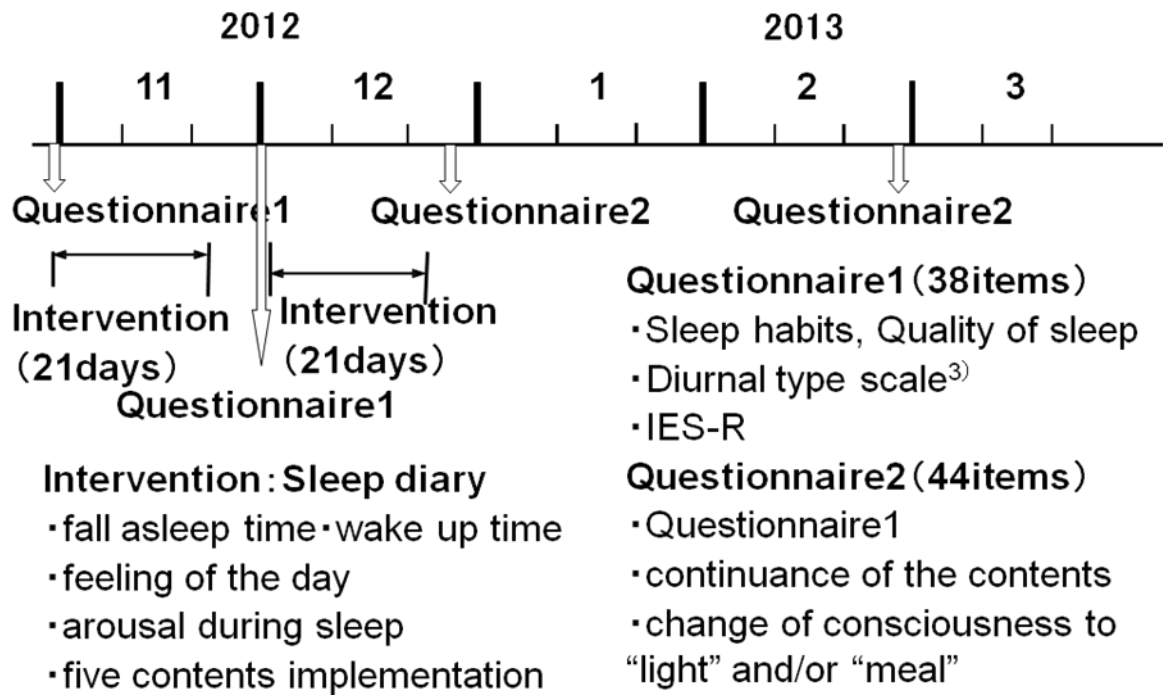 2012 2013
11 12 1 2 3
Questionnaire1 Questionnaire2 Questionnaire2
Intervention
(21days)
Intervention
(21days)
Questionnaire1
Intervention：Sleep diary
・fall asleep time・wake up time
・feeling of the day
・arousal during sleep
・five contents implementation
Questionnaire1（38items）
・Sleep habits, Quality of sleep
・Diurnal type scale³⁾
・IES-R
Questionnaire2（44items）
・Questionnaire1
・continuance of the contents
・change of consciousness to
“light” and/or “meal”